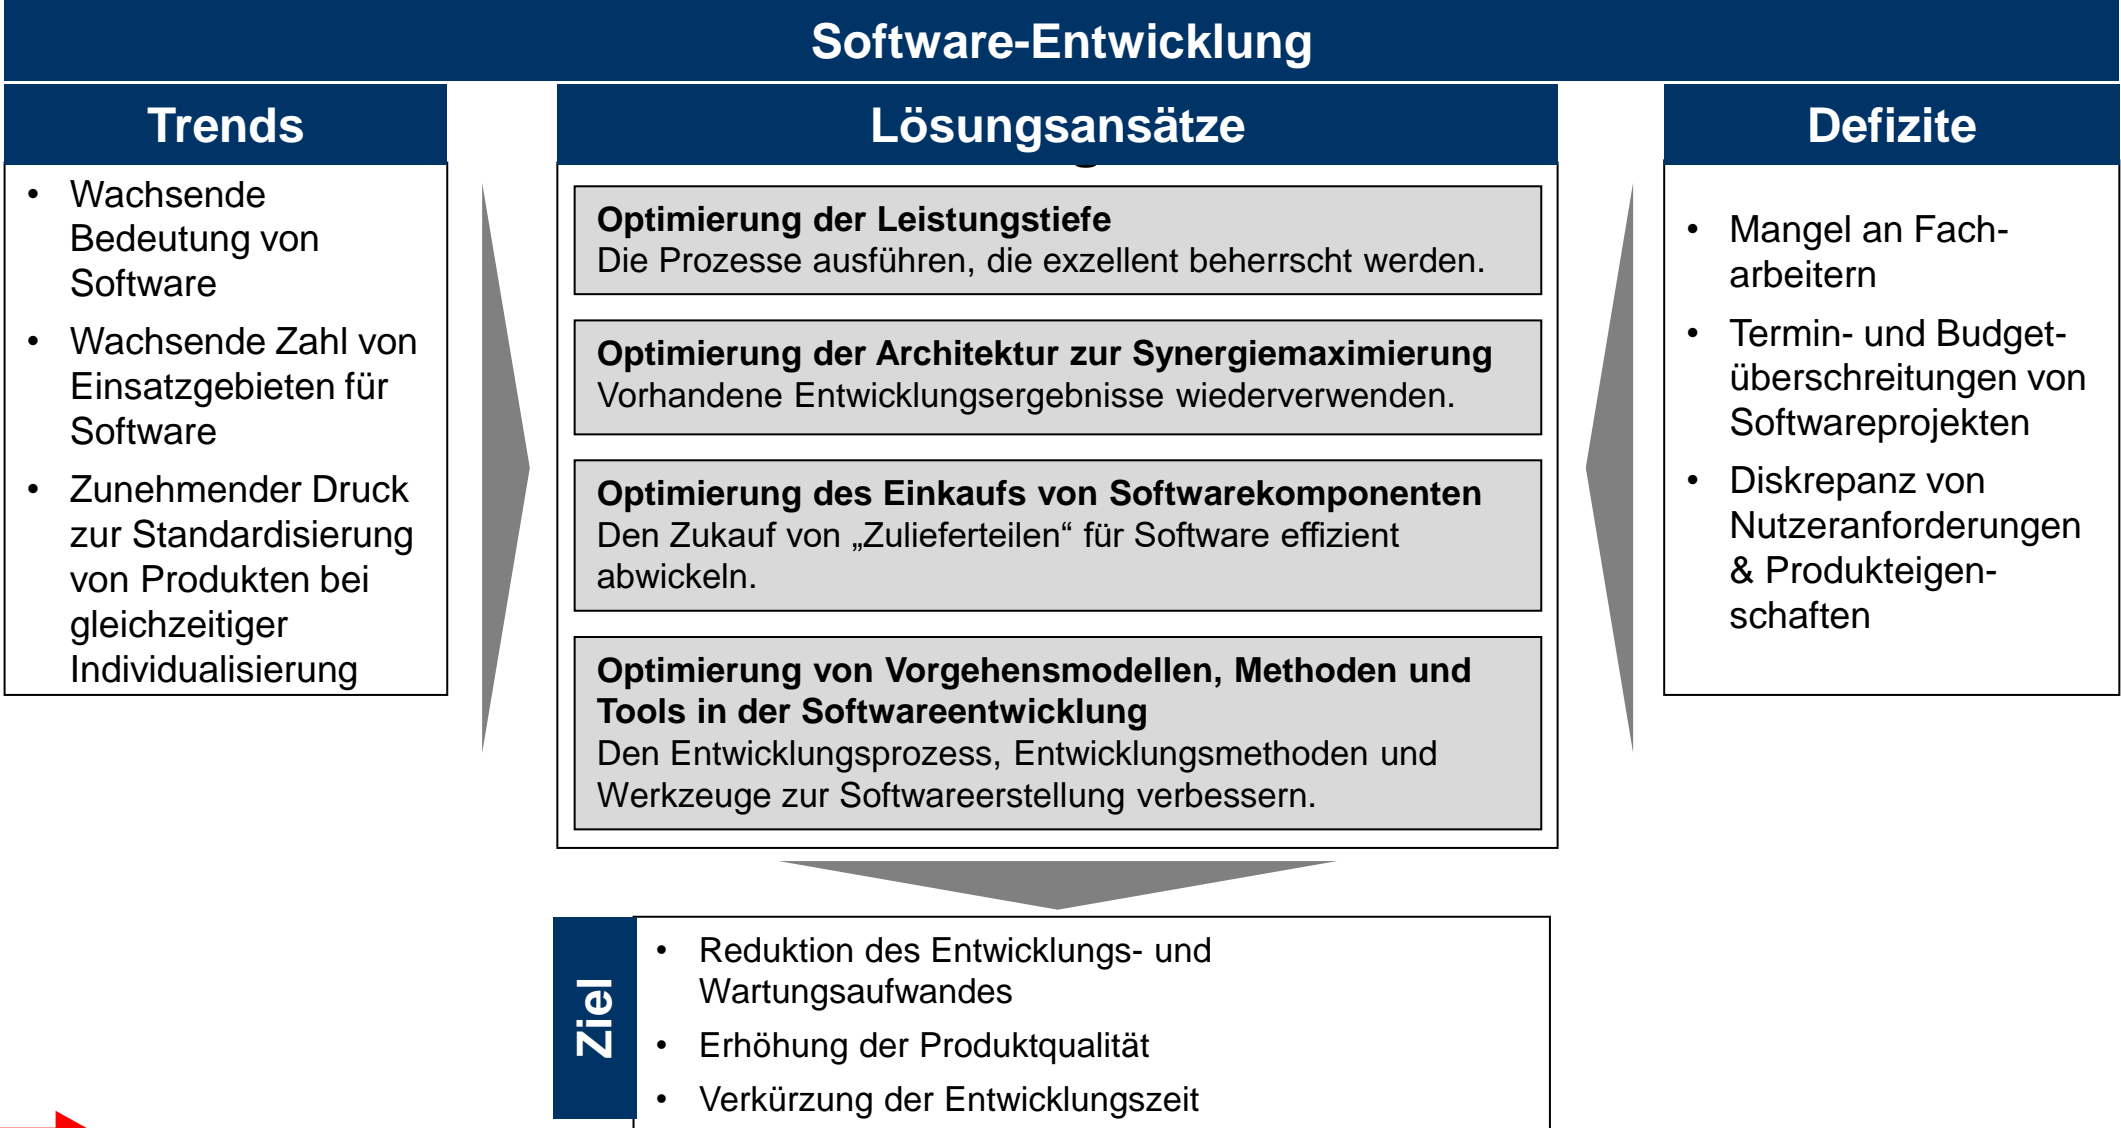 Software-Entwicklung
Trends
• Wachsende
Bedeutung von
Software
• Wachsende Zahl von
Einsatzgebieten für
Software
• Zunehmender Druck
zur Standardisierung
von Produkten bei
gleichzeitiger
Individualisierung
Lösungsansätze
Optimierung der Leistungstiefe
Die Prozesse ausführen, die exzellent beherrscht werden.
Optimierung der Architektur zur Synergiemaximierung
Vorhandene Entwicklungsergebnisse wiederverwenden.
Optimierung des Einkaufs von Softwarekomponenten
Den Zukauf von „Zulieferteilen“ für Software effizient
abwickeln.
Optimierung von Vorgehensmodellen, Methoden und
Tools in der Softwareentwicklung
Den Entwicklungsprozess, Entwicklungsmethoden und
Werkzeuge zur Softwareerstellung verbessern.
Defizite
• Mangel an Fach-
arbeitern
• Termin- und Budget-
überschreitungen von
Softwareprojekten
• Diskrepanz von
Nutzeranforderungen
& Produkteigen-
schaften
Ziel
• Reduktion des Entwicklungs- und
Wartungsaufwandes
• Erhöhung der Produktqualität
• Verkürzung der Entwicklungszeit